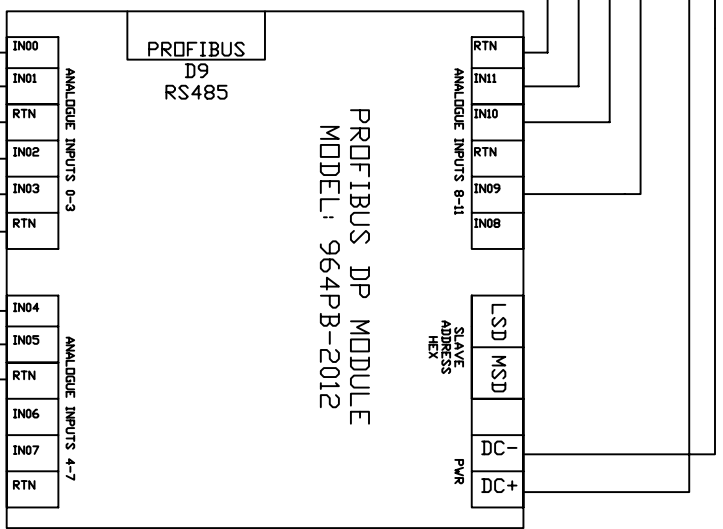 PROFIBUS
D9
RS485
IN00
IN01
RTN
IN02
IN03
RTN
ANALOGUE INPUTS 0-3
IN04
IN05
RTN
IN06
IN07
RTN
ANALOGUE INPUTS 4-7
PROFIBUS DP MODULE
MODEL: 964PB-2012
RTN
IN11
IN10
RTN
IN09
IN08
ANALOGUE INPUTS 8-11
LSD MSD
SLAVE
ADDRESS
HEX
DC-
DC+
PWR